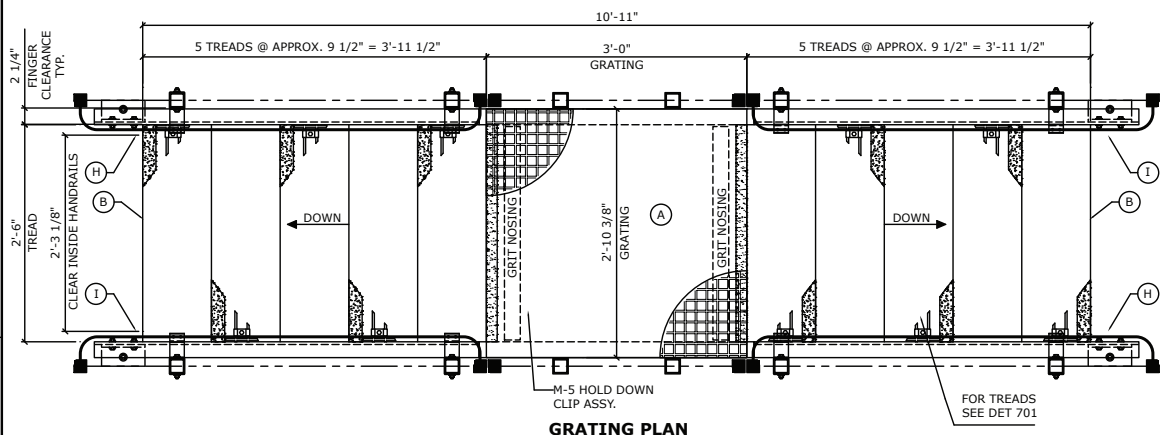 10'-11"
5 TREADS @ APPROX. 9 1/2" = 3'-11 1/2"
3'-0"
GRATING
5 TREADS @ APPROX. 9 1/2" = 3'-11 1/2"
2 1/4"
FINGER
CLEARANCE
TYP.
H
B
I
2'-6"
TREAD
2'-3 1/8"
CLEAR INSIDE HANDRAILS
DOWN
GRIT NOSING
2'-10 3/8"
GRATING
A
GRIT NOSING
DOWN
I
B
H
M-5 HOLD DOWN
CLIP ASSY.
FOR TREADS
SEE DET 701
GRATING PLAN